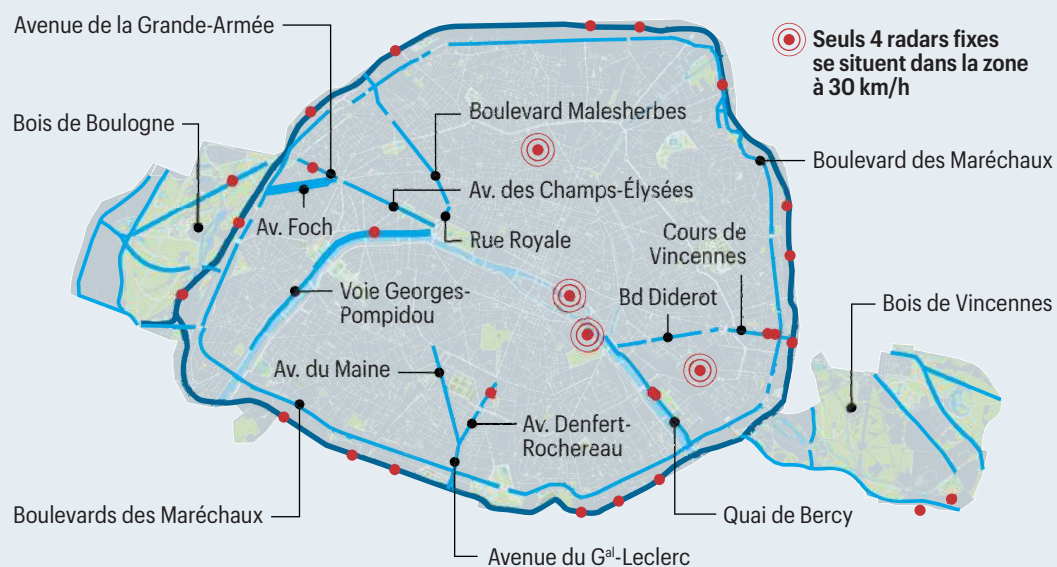 Avenue de la Grande-Armée
Seuls 4 radars fixes
se situent dans la zone
à 30 km/h
Bois de Boulogne
Boulevard Malesherbes
Boulevard des Maréchaux
Av. des Champs-Élysées
Av. Foch
Rue Royale
Cours de
Vincennes
Voie Georges-
Pompidou
Bd Diderot
Bois de Vincennes
Av. du Maine
Av. Denfert-
Rochereau
Boulevards des Maréchaux
Quai de Bercy
Avenue du Gal-Leclerc